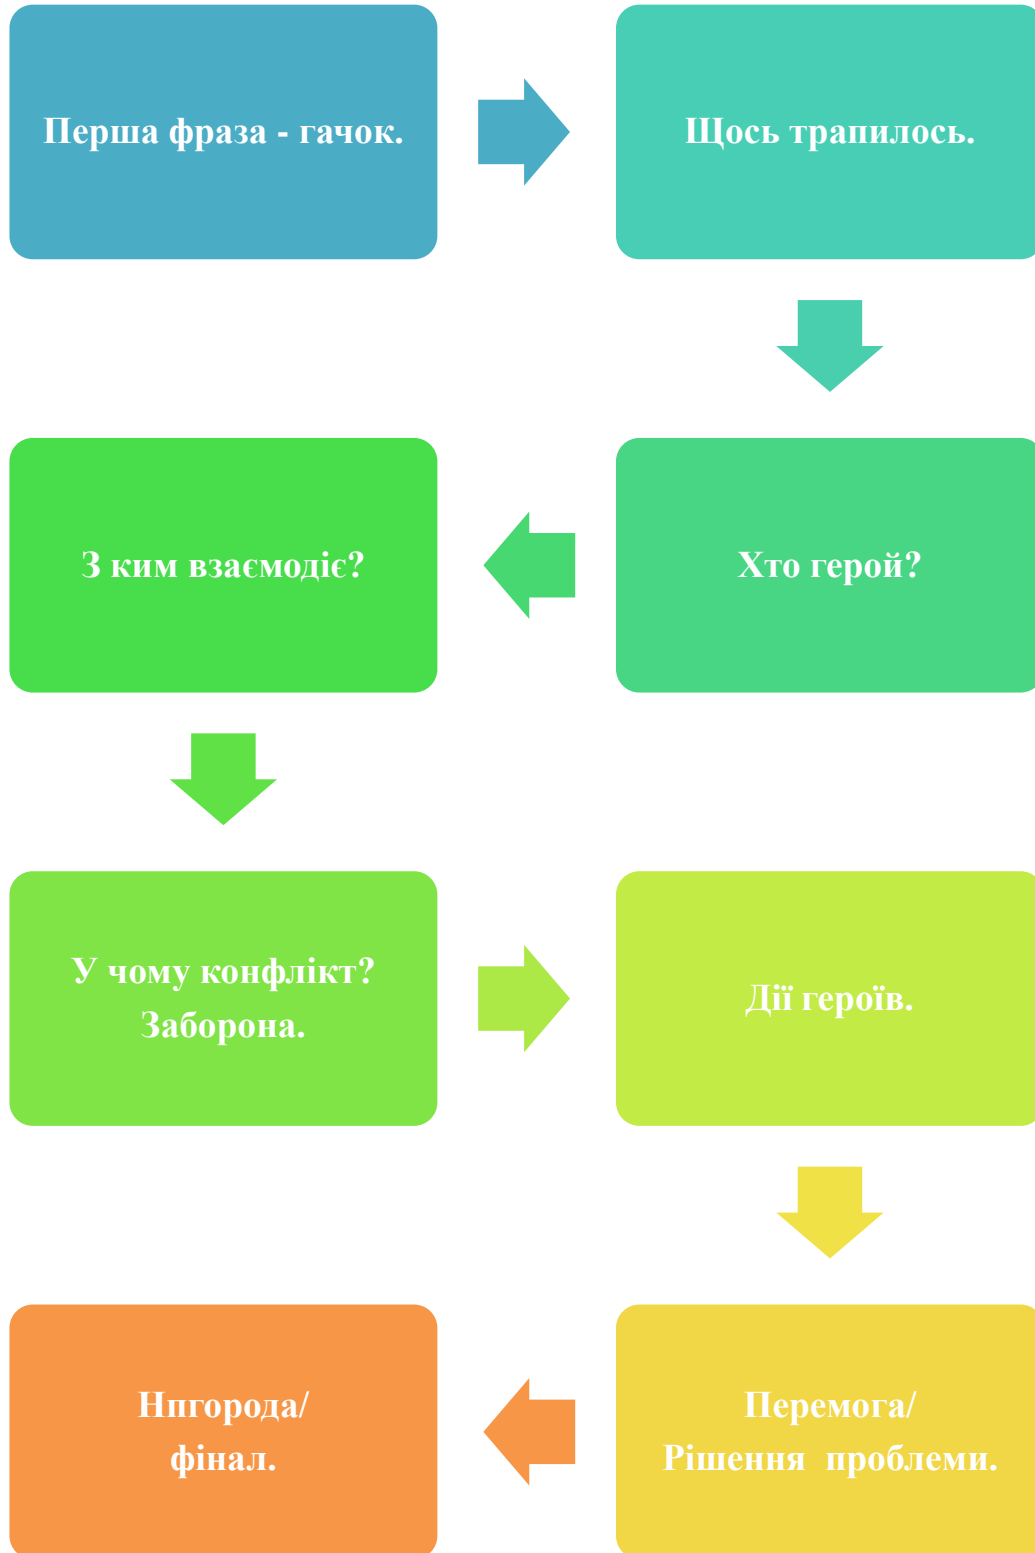 Перша фраза - гачок.
Щось трапилось.
Хто герой?
З ким взаємодіє?
У чому конфлікт?
Заборона.
Дії героїв.
Перемога/
Рішення  проблеми.
Нпгорода/
фінал.